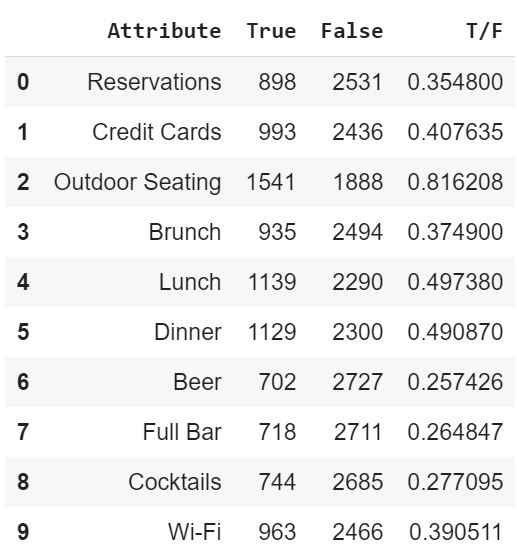 Attribute True False T/F
0 Reservations 898 2531 0.354800
1 Credit Cards 993 2436 0.407635
2 Outdoor Seating 1541 1888 0.816208
3 Brunch 935 2494 0.374900
4 Lunch 1139 2290 0.497380
5 Dinner 1129 2300 0.490870
6 Beer 702 2727 0.257426
7 Full Bar 718 2711 0.264847
8 Cocktails 744 2685 0.277095
9 Wi-Fi 963 2466 0.390511